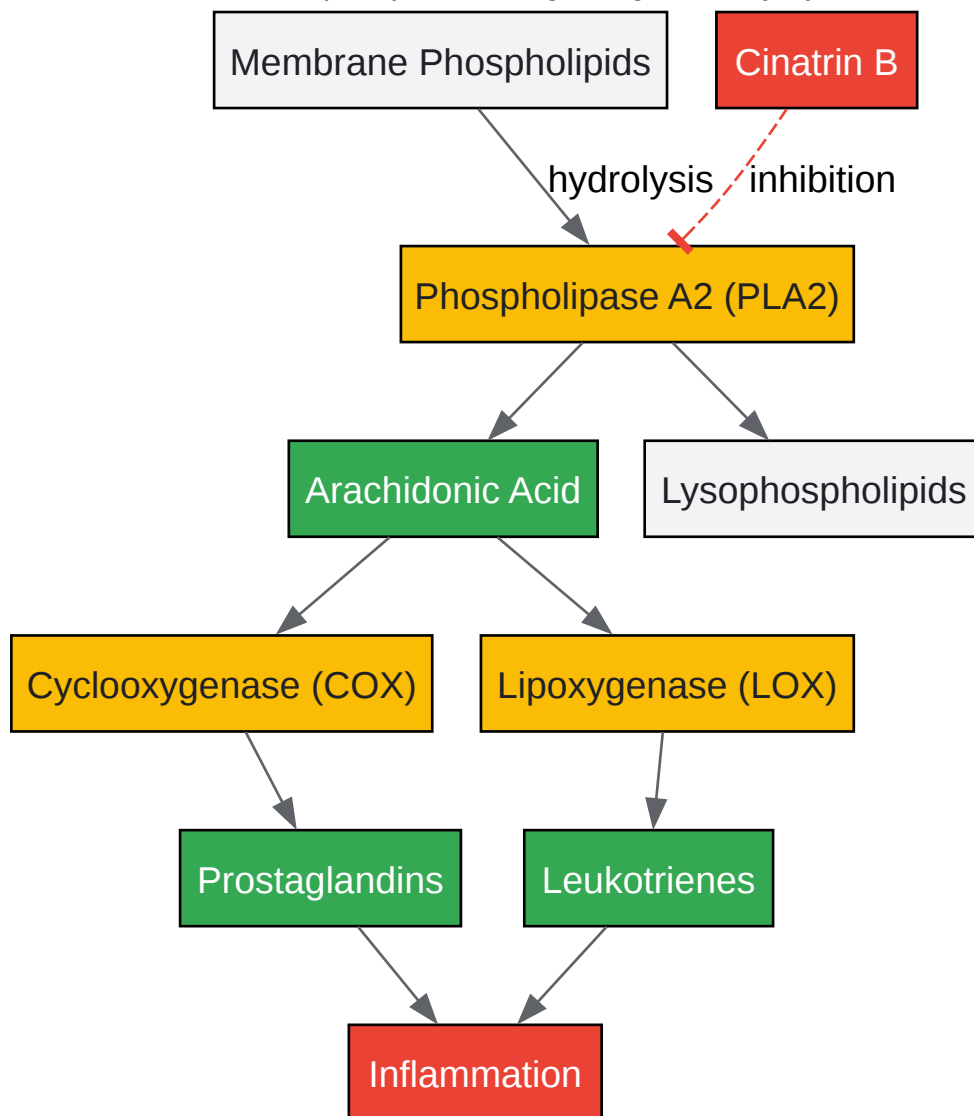 Membrane Phospholipids
Cinatrin B
hydrolysis
inhibition
Phospholipase A2 (PLA2)
Arachidonic Acid
Lysophospholipids
Cyclooxygenase (COX)
Lipoxygenase (LOX)
Prostaglandins
Leukotrienes
Inflammation